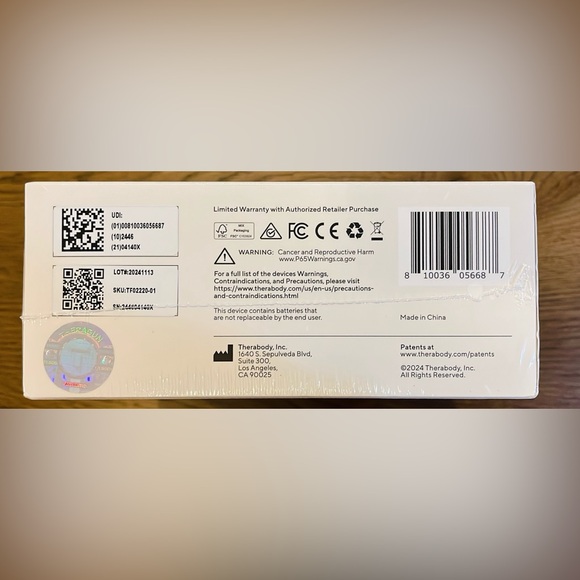 UDI:
(01)00810036056687
(10)2446
(21)04140X
LOT#:20241113
SKU:TF02220-01
Limited Warranty with Authorized Retailer Purchase
FSC
MIX
Packaging
FC CE
WARNING: Cancer and Reproductive Harm
www.P65Warnings.ca.gov
For a full list of the devices Warnings,
Contraindications, and Precautions, please visit
https://www.therabody.com/us/en-us/precautions-
and-contraindications.html
This device contains batteries that
are not replaceable by the end user.
8 10036 05668 7
Made in China
Therabody, Inc.
1640 S. Sepulveda Blvd,
Suite 300,
Los Angeles,
CA 90025
Patents at
www.therabody.com/patents
©2024 Therabody, Inc.
All Rights Reserved.